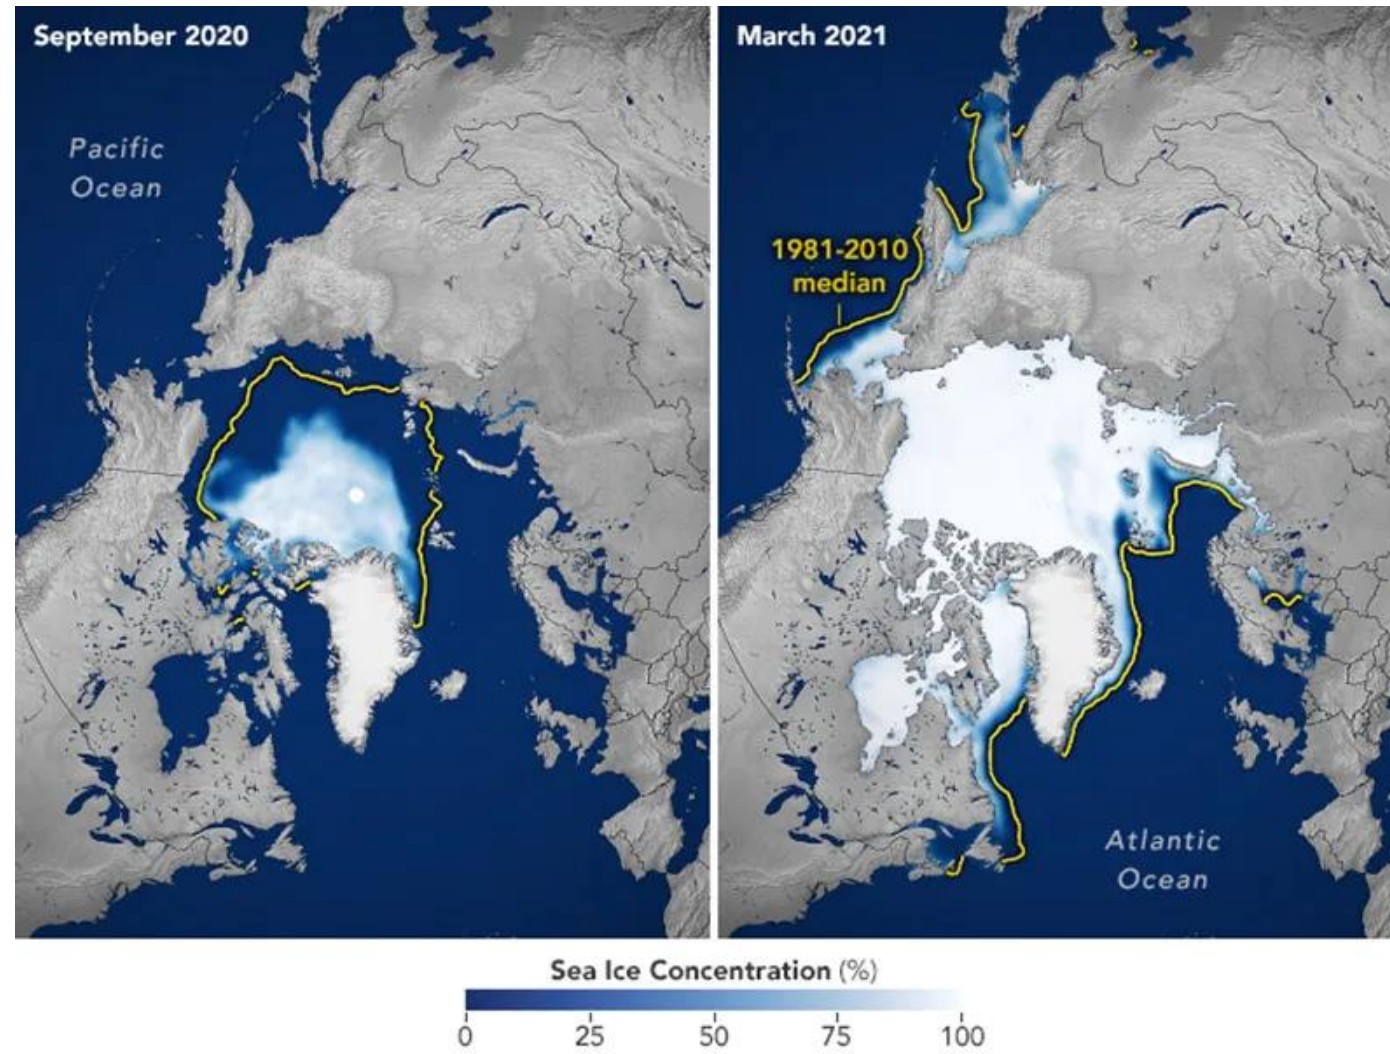 September 2020
March 2021
Pacific
Ocean
1981-2010
median
Atlantic
Ocean
Sea Ice Concentration (%)
0 25 50 75 100